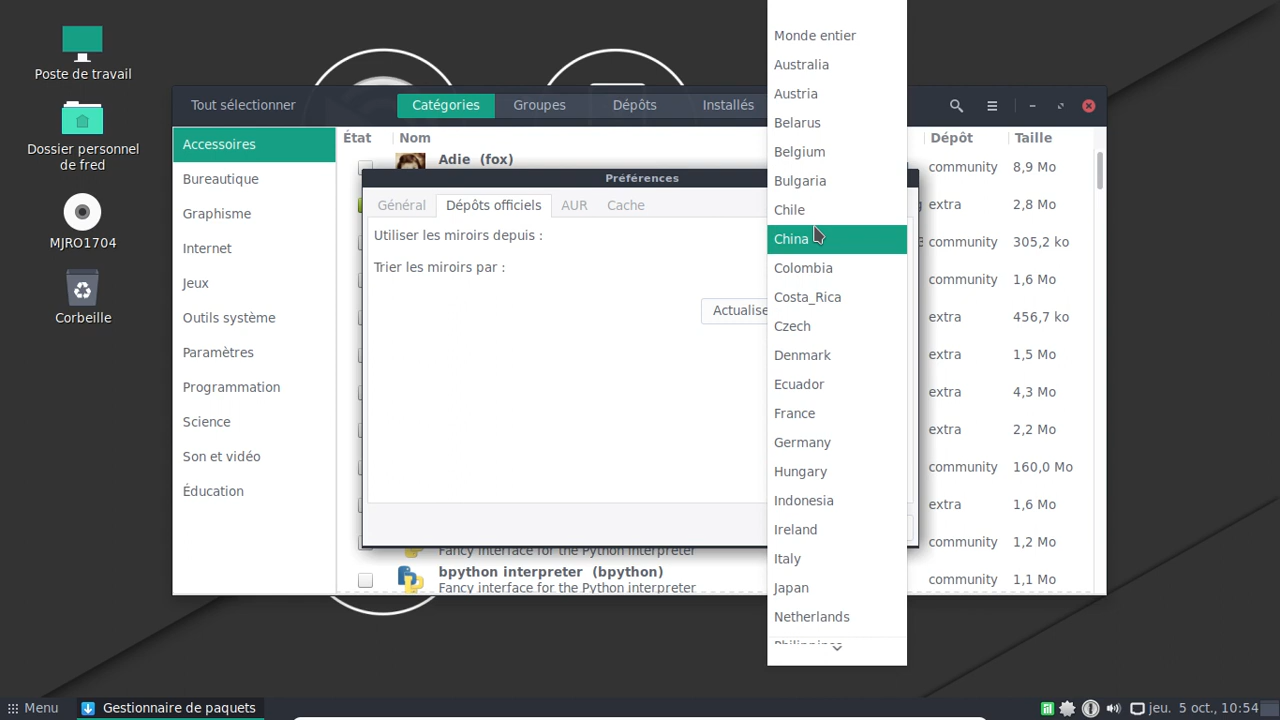 Poste de travail
Dossier personnel
de fred
MJRO1704
Corbeille
Tout sélectionner
Catégories
Groupes
Dépôts
Installés
Accessoires
Bureautique
Graphisme
Internet
Jeux
Outils système
Paramètres
Programmation
Science
Son et vidéo
Éducation
État
Nom
Dépôt
Taille
Adie (fox)
community 8,9 Mo
extra 2,8 Mo
community 305,2 ko
community 1,6 Mo
extra 456,7 ko
extra 1,5 Mo
extra 4,3 Mo
extra 2,2 Mo
community 160,0 Mo
extra 1,6 Mo
community 1,2 Mo
community 1,1 Mo
Fancy interface for the Python interpreter
bpython interpreter (bpython)
Fancy interface for the Python interpreter
Préférences
Général
Dépôts officiels
AUR
Cache
Utiliser les miroirs depuis :
Trier les miroirs par :
Actualise
Monde entier
Australia
Austria
Belarus
Belgium
Bulgaria
Chile
China
Colombia
Costa_Rica
Czech
Denmark
Ecuador
France
Germany
Hungary
Indonesia
Ireland
Italy
Japan
Netherlands
Menu
Gestionnaire de paquets
jeu. 5 oct., 10:54